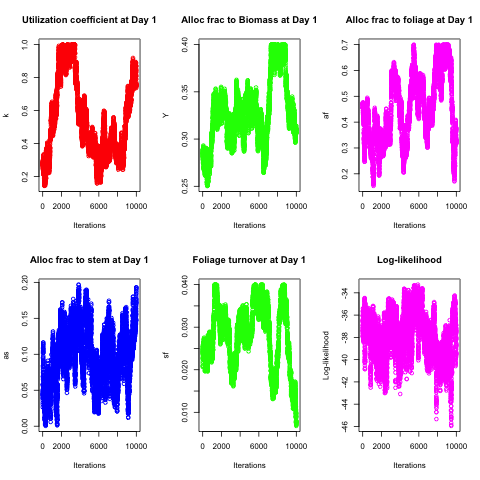 Utilization coefficient at Day 1
Alloc frac to Biomass at Day 1
Alloc frac to foliage at Day 1
k
0.2 0.4 0.6 0.8 1.0
0 2000 6000 10000
Iterations
Y
0.25 0.30 0.35 0.40
0 2000 6000 10000
Iterations
af
0.2 0.3 0.4 0.5 0.6 0.7
0 2000 6000 10000
Iterations
Alloc frac to stem at Day 1
Foliage turnover at Day 1
Log-likelihood
as
0.00 0.05 0.10 0.15 0.20
0 2000 6000 10000
Iterations
sf
0.010 0.020 0.030 0.040
0 2000 6000 10000
Iterations
Log-likelihood
-46 -44 -42 -40 -38 -36 -34
0 2000 6000 10000
Iterations